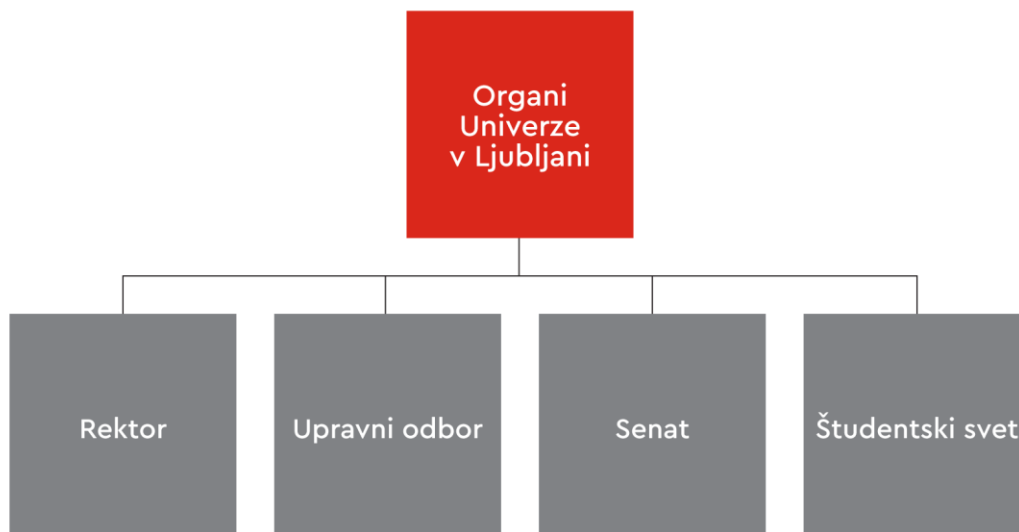 Organi
Univerze
v Ljubljani
Rektor
Upravni odbor
Senat
Študentski svet